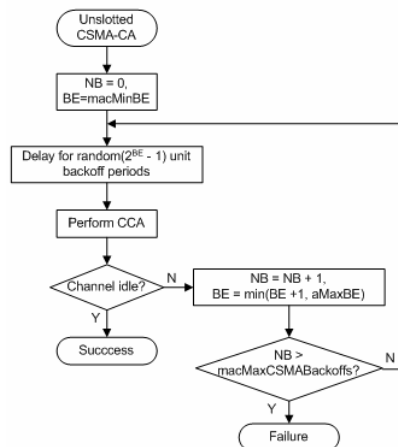 Unslotted
CSMA-CA
NB = 0,
BE=macMinBE
Delay for random(2^BE - 1) unit
backoff periods
Perform CCA
Channel idle?
N
Y
Succcess
NB = NB + 1,
BE = min(BE +1, aMaxBE)
NB >
macMaxCSMABackoffs?
N
Y
Failure